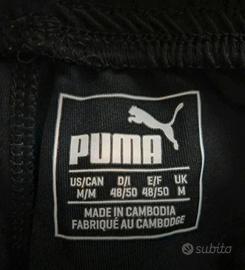 PUMA
US/CAN D/I E/F UK
M/M 48/50 48/50 M
MADE IN CAMBODIA
FABRIQUÉ AU CAMBODGE
subito